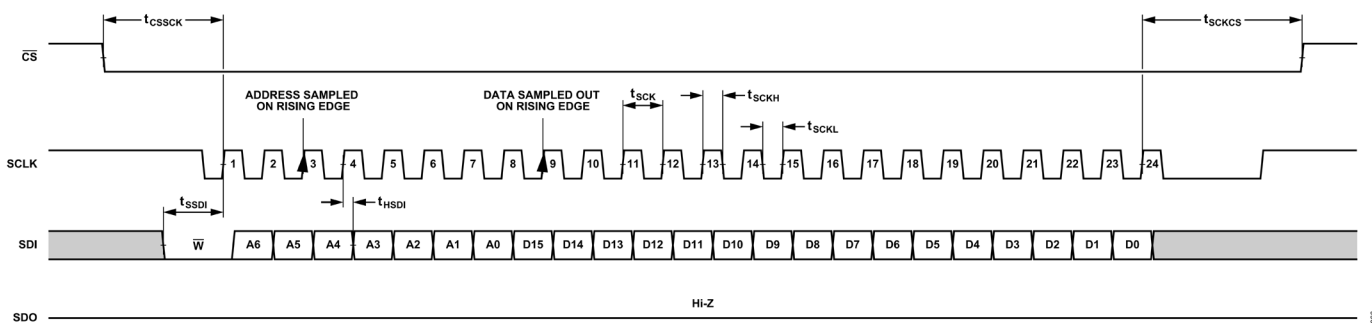 tCSSCK
tSCKCS
CS
ADDRESS SAMPLED
ON RISING EDGE
DATA SAMPLED OUT
ON RISING EDGE
tSCK
tSCKH
tSCKL
SCLK 1 2 3 4 5 6 7 8 9 10 11 12 13 14 15 16 17 18 19 20 21 22 23 24
tSSDI
tHSDI
SDI W A6 A5 A4 A3 A2 A1 A0 D15 D14 D13 D12 D11 D10 D9 D8 D7 D6 D5 D4 D3 D2 D1 D0
Hi-Z
SDO